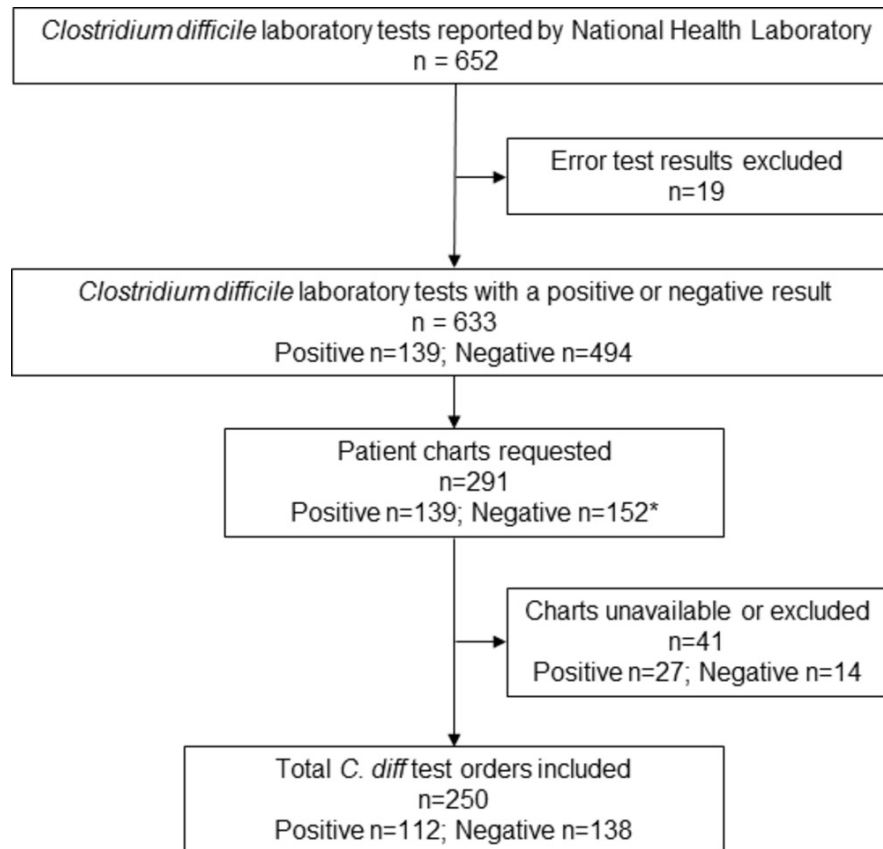 Clostridium difficile laboratory tests reported by National Health Laboratory
n = 652
Error test results excluded
n=19
Clostridium difficile laboratory tests with a positive or negative result
n = 633
Positive n=139; Negative n=494
Patient charts requested
n=291
Positive n=139; Negative n=152*
Charts unavailable or excluded
n=41
Positive n=27; Negative n=14
Total C. diff test orders included
n=250
Positive n=112; Negative n=138